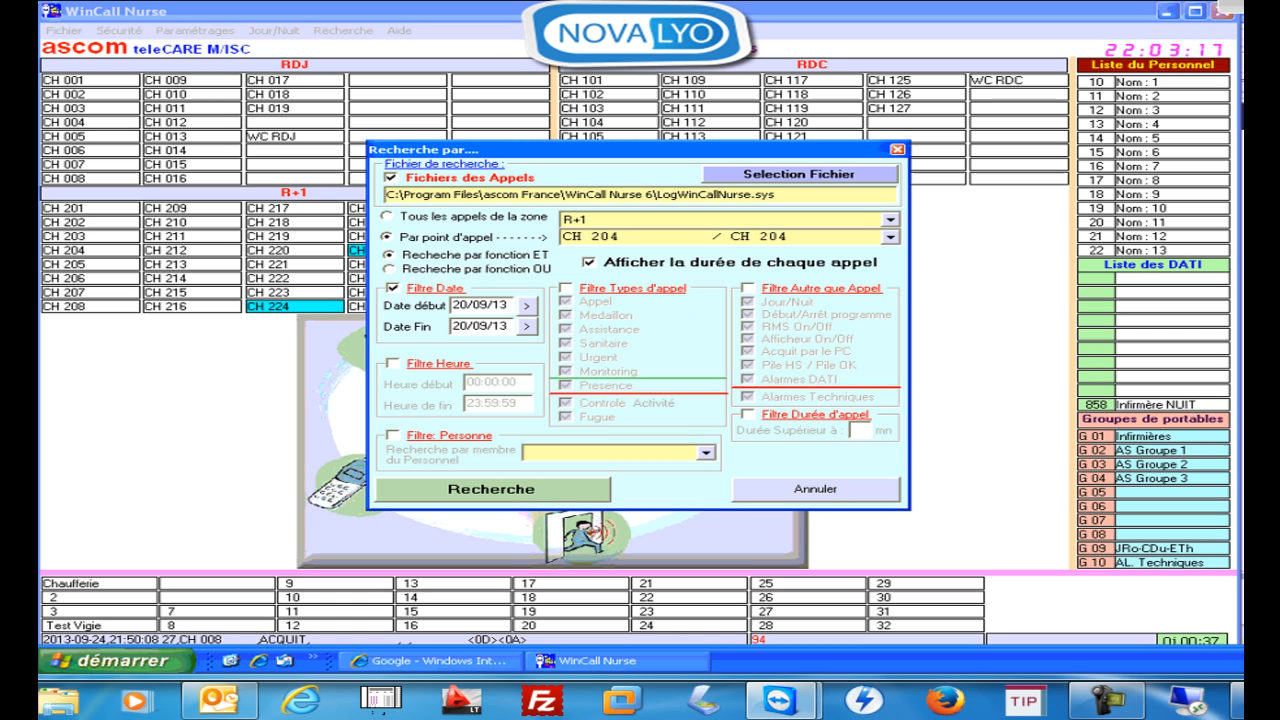 WinCall Nurse
Fichier Sécurité Paramétrages Jour/Nuit Recherche Aide
NOVALYO
ascom teleCARE M/ISC
22:03:17
RDJ
RDC
Liste du Personnel
CH 001 CH 009 CH 017
CH 101 CH 109 CH 117 CH 125 WC RDC
10 Nom : 1
CH 002 CH 010 CH 018
CH 102 CH 110 CH 118 CH 126
11 Nom : 2
CH 003 CH 011 CH 019
CH 103 CH 111 CH 119 CH 127
12 Nom : 3
CH 004 CH 012
CH 104 CH 112 CH 120
13 Nom : 4
CH 005 CH 013 WC RDJ
CH 105 CH 113 CH 121
14 Nom : 5
CH 006 CH 014
15 Nom : 6
CH 007 CH 015
16 Nom : 7
CH 008 CH 016
17 Nom : 8
R+1
18 Nom : 9
CH 201 CH 209 CH 217 CH
19 Nom : 10
CH 202 CH 210 CH 218
20 Nom : 11
CH 203 CH 211 CH 219
21 Nom : 12
CH 204 CH 212 CH 220
22 Nom : 13
CH 205 CH 213 CH 221
Liste des DATI
CH 206 CH 214 CH 222
CH 207 CH 215 CH 223
CH 208 CH 216 CH 224
858 Infirmère NUIT
Groupes de portables
G 01 Infirmières
G 02 AS Groupe 1
G 03 AS Groupe 2
G 04 AS Groupe 3
G 05
G 06
G 07
G 08
G 09 JRo-CDu-ETh
G 10 AL. Techniques
Recherche par....
Fichier de recherche :
Fichiers des Appels
Selection Fichier
C:\Program Files\ascom France\WinCall Nurse 6\LogWinCallNurse.sys
Tous les appels de la zone
R+1
Par point d'appel ------->
CH 204 / CH 204
Recheche par fonction ET
Recheche par fonction OU
Afficher la durée de chaque appel
Filtre Date
Date début 20/09/13 >
Date Fin 20/09/13 >
Filtre Heure
Heure début 00:00:00
Heure de fin 23:59:59
Filtre Types d'appel
Appel
Medaillon
Assistance
Sanitaire
Urgent
Monitoring
Presence
Controle Activité
Fugue
Filtre Autre que Appel
Jour/Nuit
Début/Arrêt programme
RMS On/Off
Afficheur On/Off
Acquit par le PC
Pile HS / Pile OK
Alarmes DATI
Alarmes Techniques
Filtre Durée d'appel
Durée Supérieur à : mn
Filtre: Personne
Recherche par membre
du Personnel
Recherche
Annuler
Chaufferie 9 13 17 21 25 29
2 10 14 18 22 26 30
3 7 11 15 19 23 27 31
Test Vigie 8 12 16 20 24 28 32
2013-09-24,21:50:08 27,CH 008 ACQUIT, , , <0D><0A>
94
0j 00:37
démarrer
Google - Windows Int...
WinCall Nurse
LT
Fz
TIP